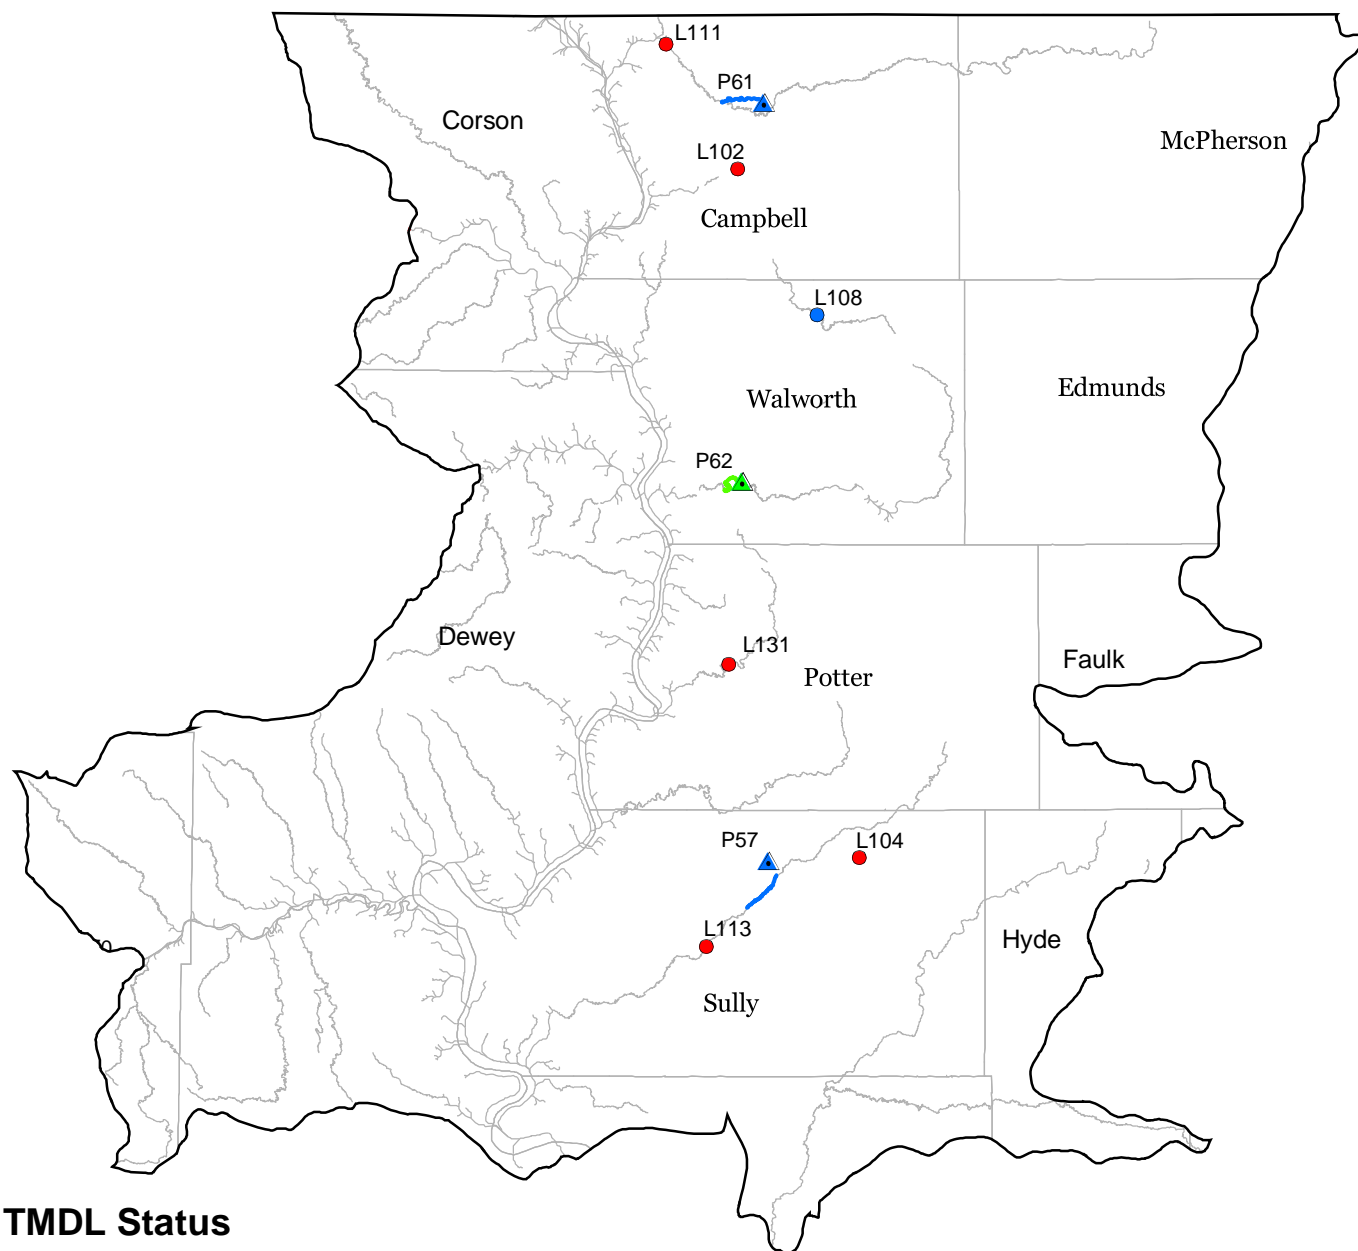 L111
P61
Corson
McPherson
L102
Campbell
L108
Edmunds
Walworth
P62
Dewey
L131
Faulk
Potter
P57
L104
L113
Hyde
Sully
TMDL Status